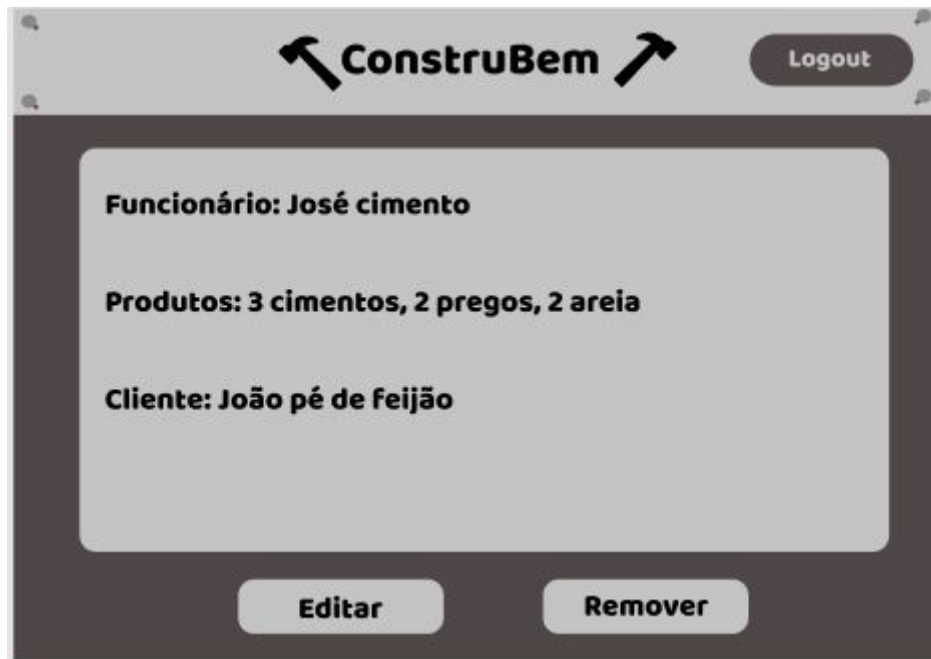 ConstruBem
Logout
Funcionário: José cimento
Produtos: 3 cimentos, 2 pregos, 2 areia
Cliente: João pé de feijão
Editar
Remover